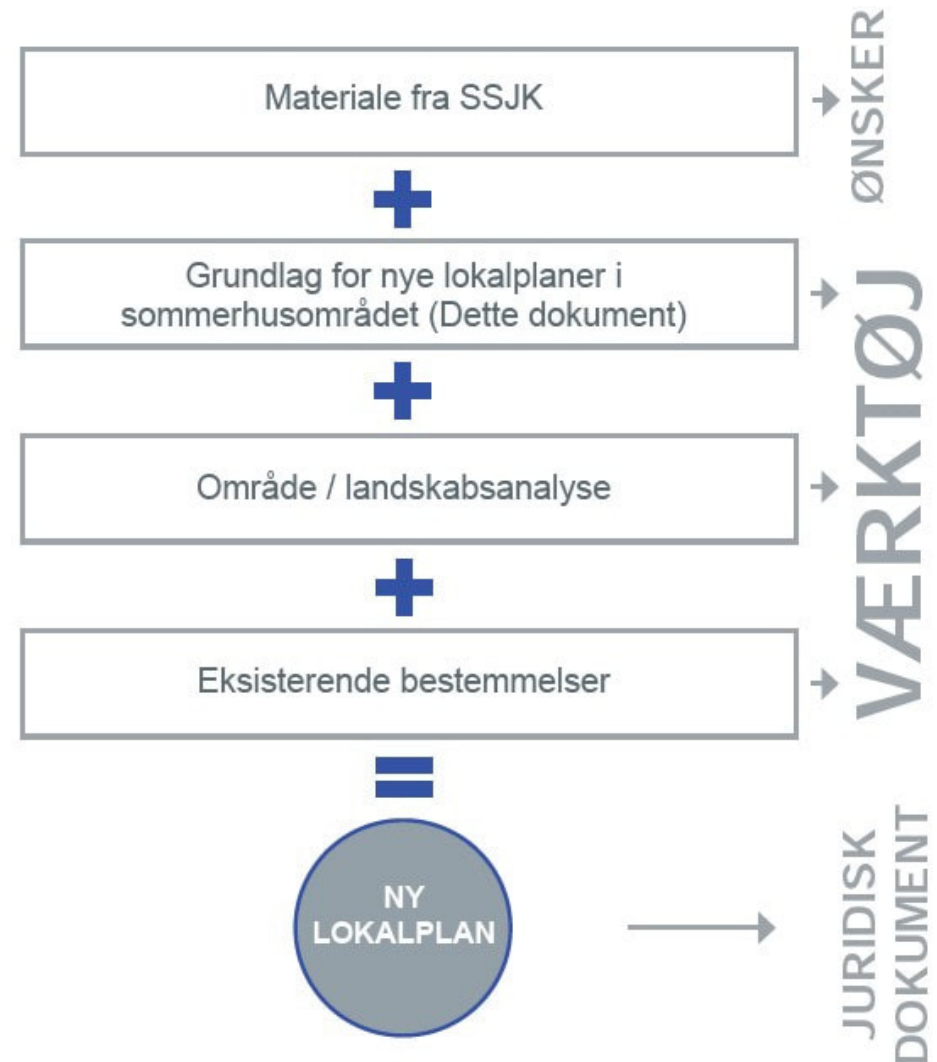 Materiale fra SSJK
ØNSKER
+
Grundlag for nye lokalplaner i
sommerhusområdet (Dette dokument)
+
Område / landskabsanalyse
+
Eksisterende bestemmelser
VÆRKTØJ
=
NY
LOKALPLAN
JURIDISK
DOKUMENT